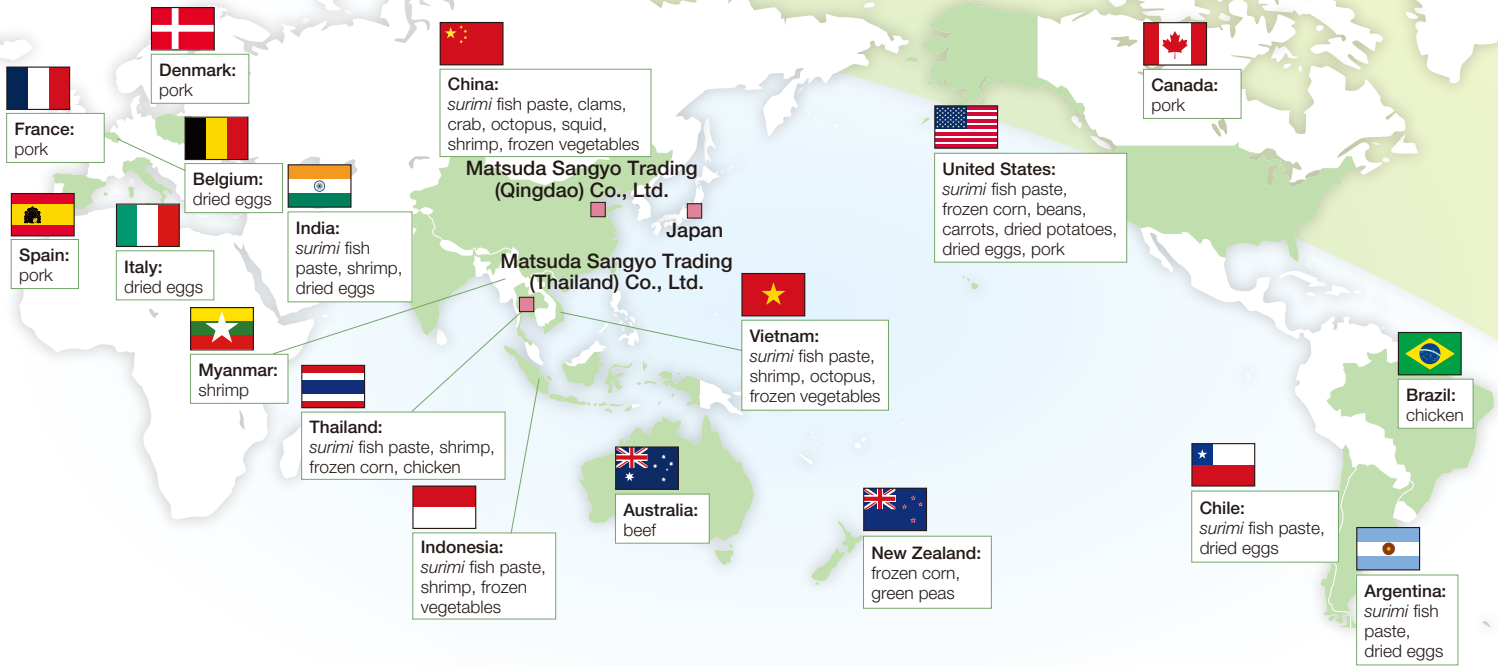 Denmark:
pork
France:
pork
Belgium:
dried eggs
Spain:
pork
Italy:
dried eggs
India:
surimi fish
paste, shrimp,
dried eggs
China:
surimi fish paste, clams,
crab, octopus, squid,
shrimp, frozen vegetables
Matsuda Sangyo Trading
(Qingdao) Co., Ltd.
Japan
Matsuda Sangyo Trading
(Thailand) Co., Ltd.
Myanmar:
shrimp
Thailand:
surimi fish paste, shrimp,
frozen corn, chicken
Indonesia:
surimi fish paste,
shrimp, frozen
vegetables
Vietnam:
surimi fish paste,
shrimp, octopus,
frozen vegetables
Australia:
beef
New Zealand:
frozen corn,
green peas
United States:
surimi fish paste,
frozen corn, beans,
carrots, dried potatoes,
dried eggs, pork
Canada:
pork
Brazil:
chicken
Chile:
surimi fish paste,
dried eggs
Argentina:
surimi fish
paste,
dried eggs